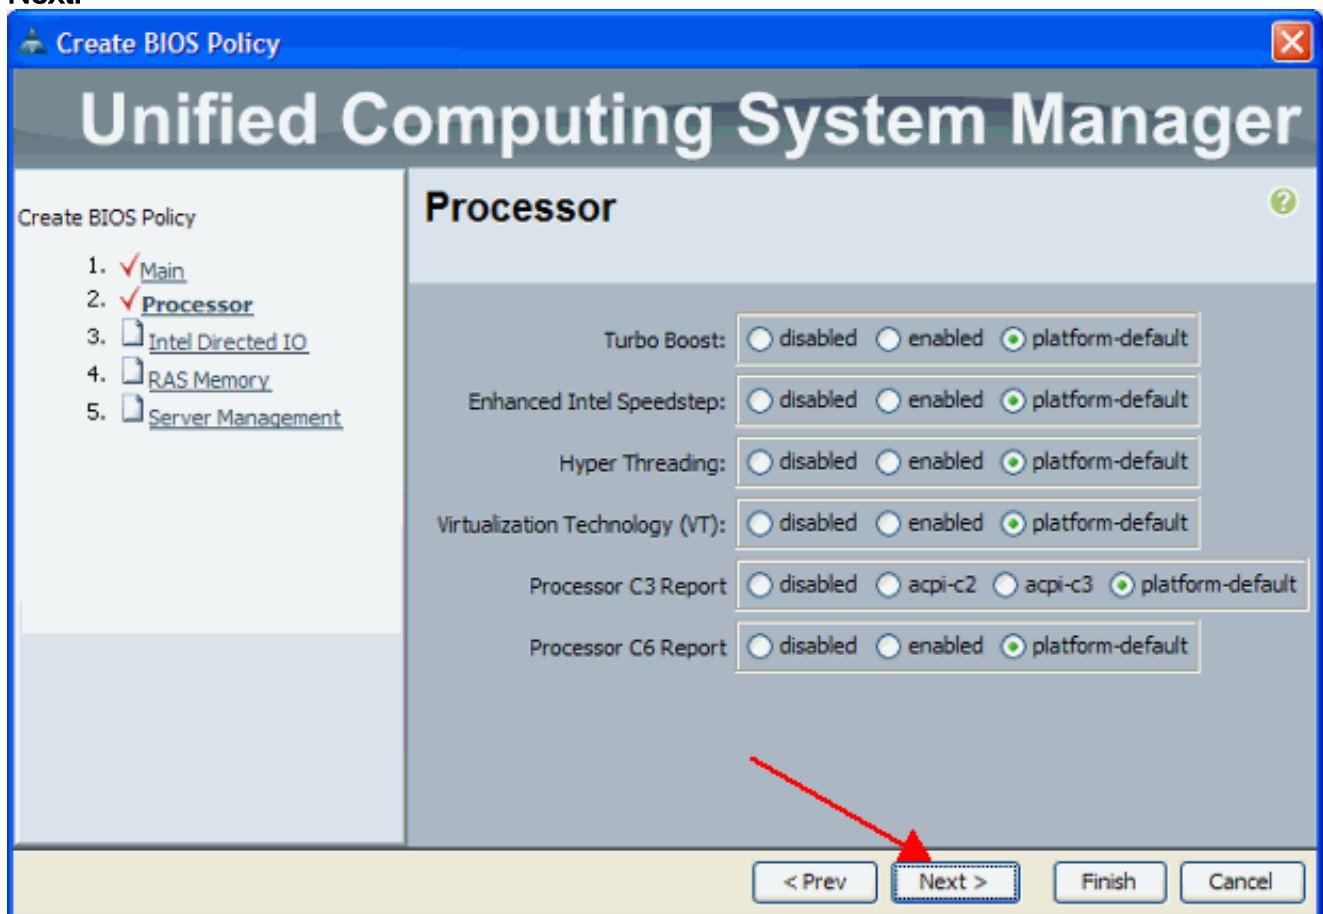 Next.
Create BIOS Policy
Unified Computing System Manager
Create BIOS Policy
1. Main
2. Processor
3. Intel Directed IO
4. RAS Memory
5. Server Management
Processor
?
Turbo Boost: disabled enabled platform-default
Enhanced Intel Speedstep: disabled enabled platform-default
Hyper Threading: disabled enabled platform-default
Virtualization Technology (VT): disabled enabled platform-default
Processor C3 Report disabled acpi-c2 acpi-c3 platform-default
Processor C6 Report disabled enabled platform-default
< Prev Next > Finish Cancel